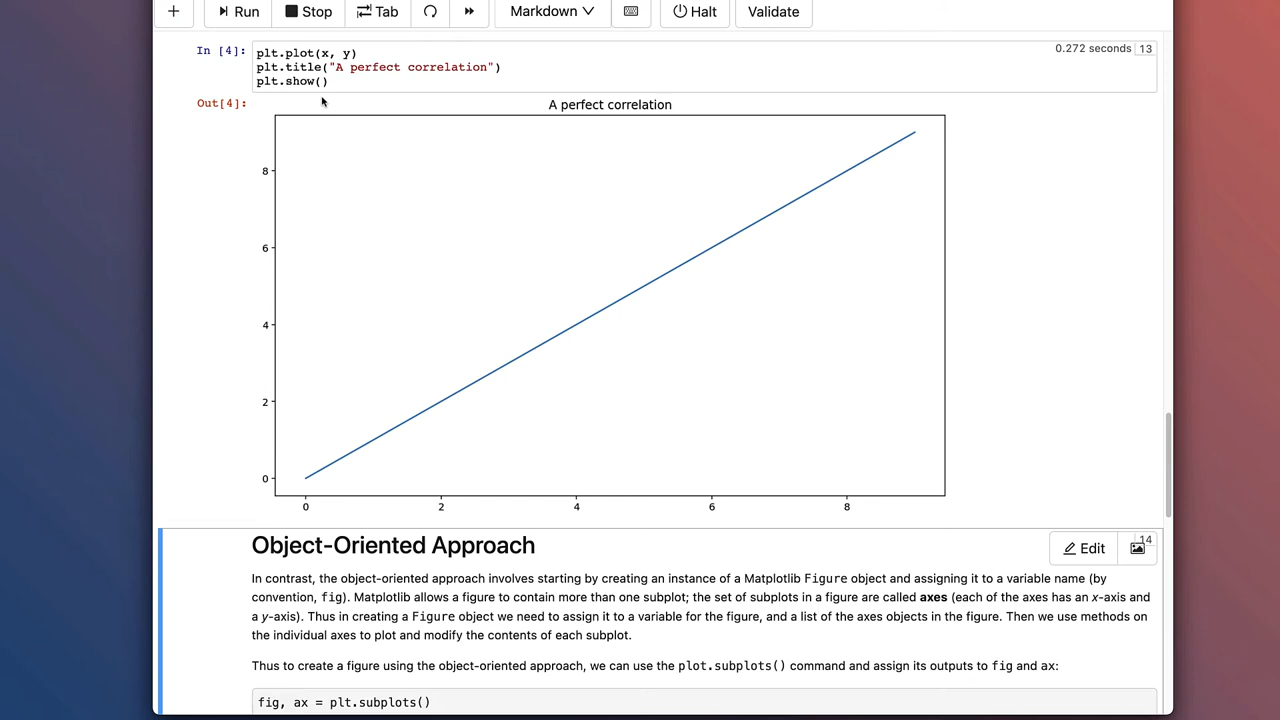 Run Stop Tab Markdown Halt Validate
In [4]: plt.plot(x, y) 0.272 seconds 13
plt.title("A perfect correlation")
plt.show()
Out[4]: A perfect correlation
8
6
4
2
0
0 2 4 6 8
Object-Oriented Approach
Edit 14
In contrast, the object-oriented approach involves starting by creating an instance of a Matplotlib Figure object and assigning it to a variable name (by
convention, fig). Matplotlib allows a figure to contain more than one subplot; the set of subplots in a figure are called axes (each of the axes has an x-axis and
a y-axis). Thus in creating a Figure object we need to assign it to a variable for the figure, and a list of the axes objects in the figure. Then we use methods on
the individual axes to plot and modify the contents of each subplot.
Thus to create a figure using the object-oriented approach, we can use the plot.subplots() command and assign its outputs to fig and ax:
fig, ax = plt.subplots()